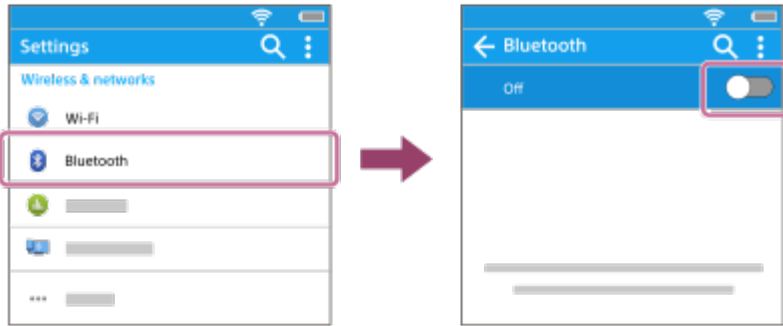 Settings
Wireless & networks
Wi-Fi
Bluetooth
Bluetooth
Off